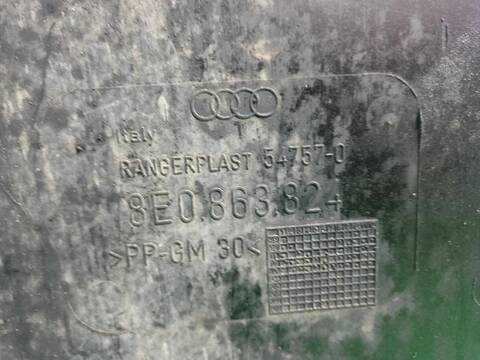 Italy
RANGERPLAST 54757-0
8E0.863.824
>PP-GM 30<